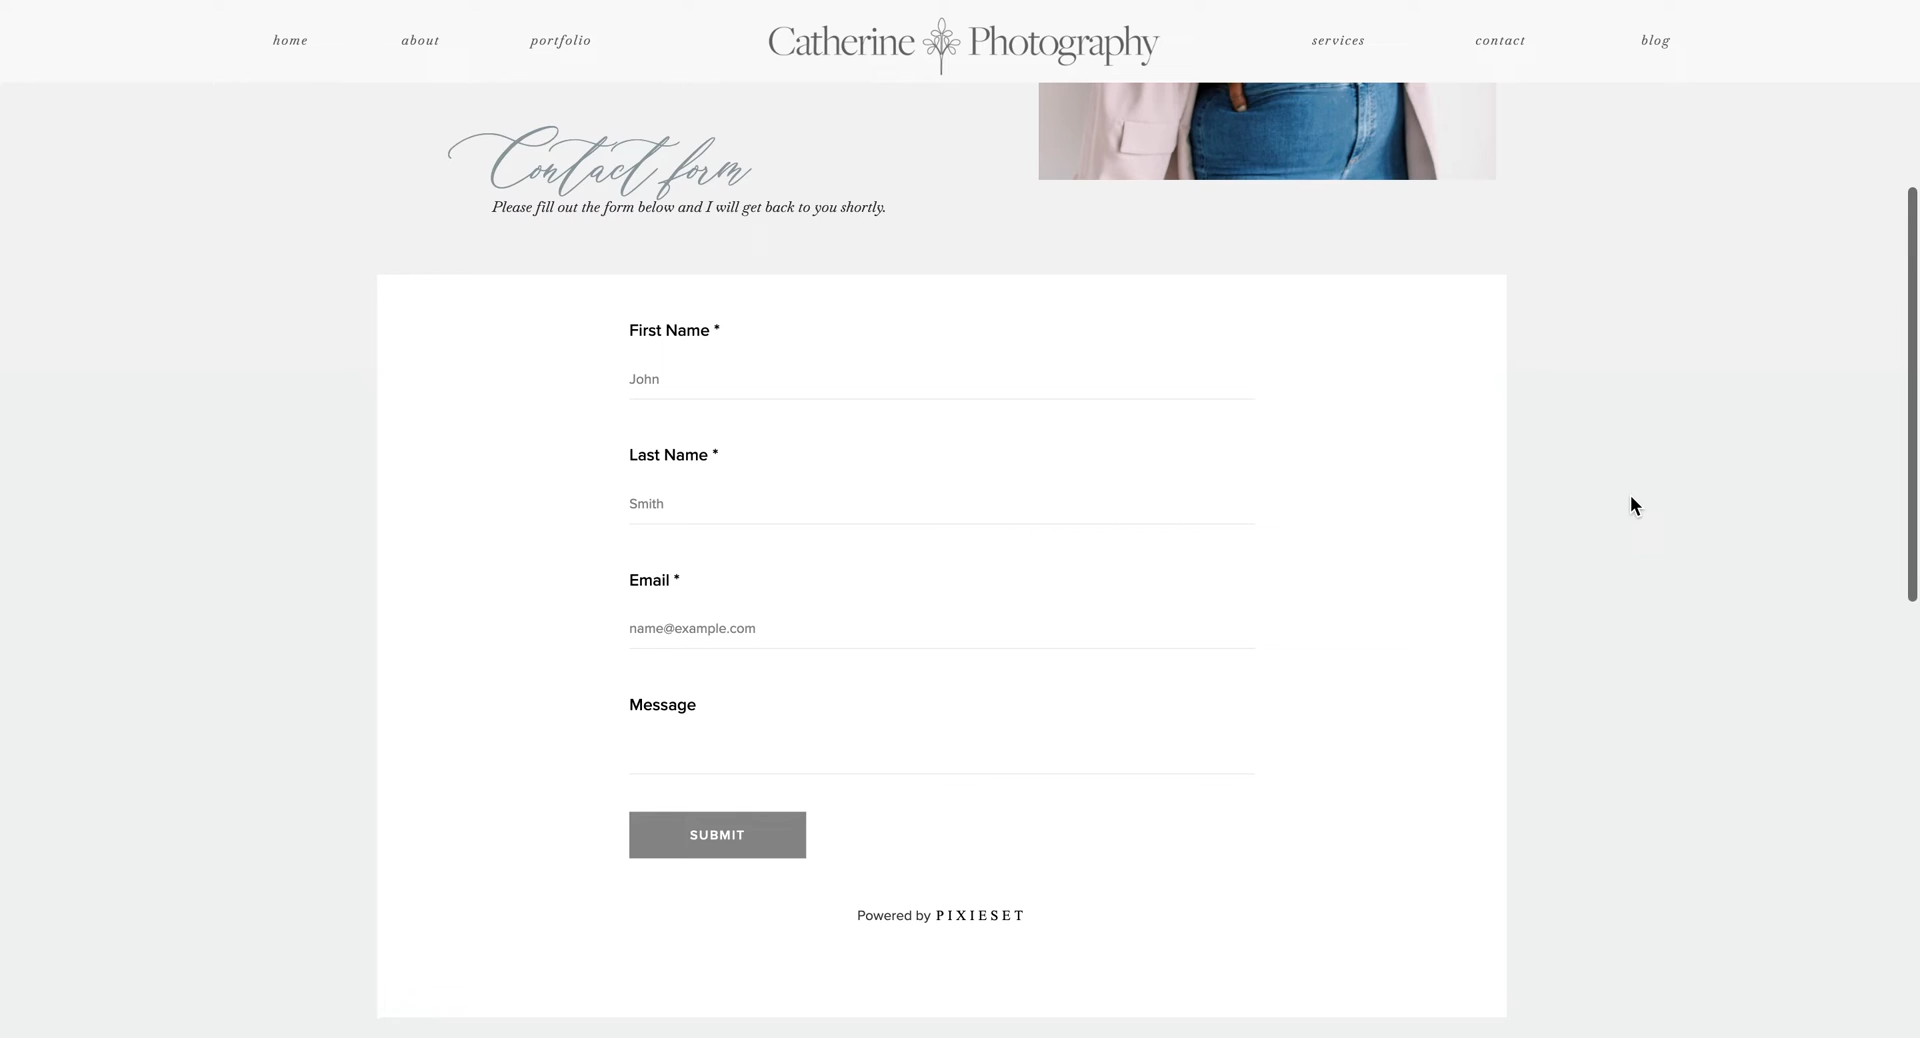 home
about
portfolio
Catherine Photography
services
contact
blog
Contact form
Please fill out the form below and I will get back to you shortly.
First Name *
John
Last Name *
Smith
Email *
name@example.com
Message
SUBMIT
Powered by PIXIESET